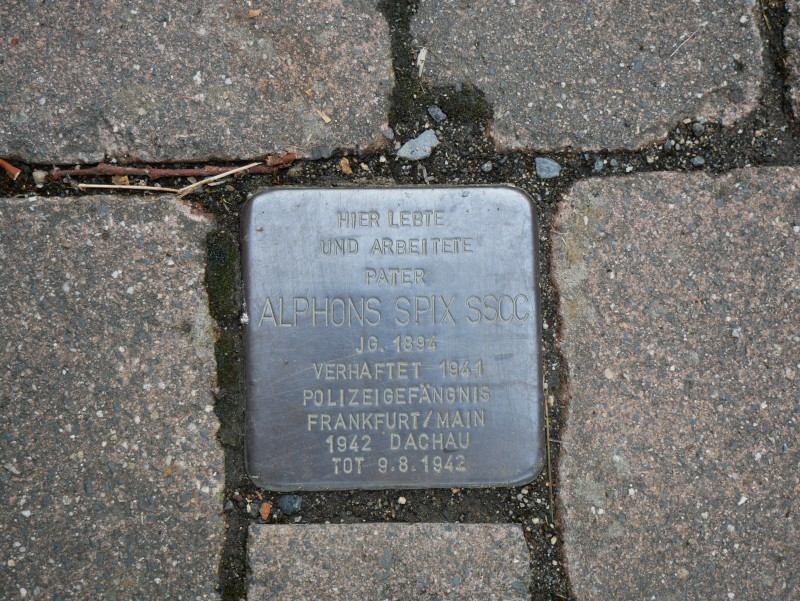 HIER LEBTE
UND ARBEITETE
PATER
ALPHONS SPIX SSCC
JG. 1894
VERHAFTET 1941
POLIZEIGEFÄNGNIS
FRANKFURT/MAIN
1942 DACHAU
TOT 9.8.1942